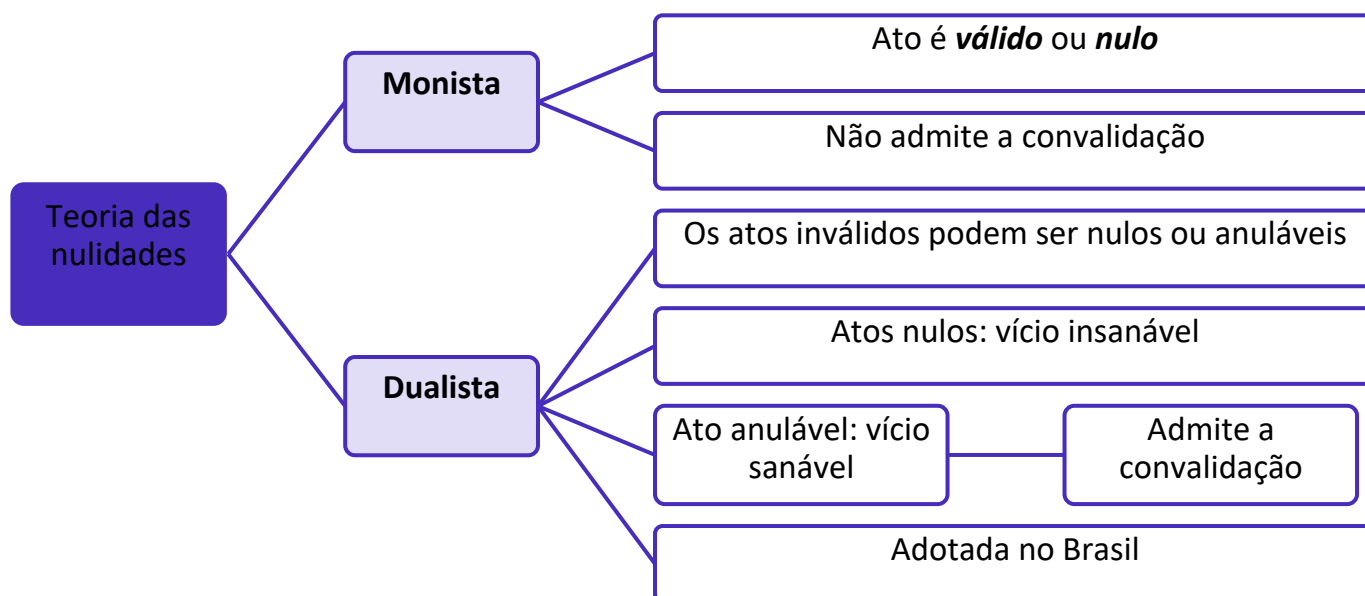 Teoria das
nulidades
Monista
Ato é válido ou nulo
Não admite a convalidação
Dualista
Os atos inválidos podem ser nulos ou anuláveis
Atos nulos: vício insanável
Ato anulável: vício
sanável
Admite a
convalidação
Adotada no Brasil